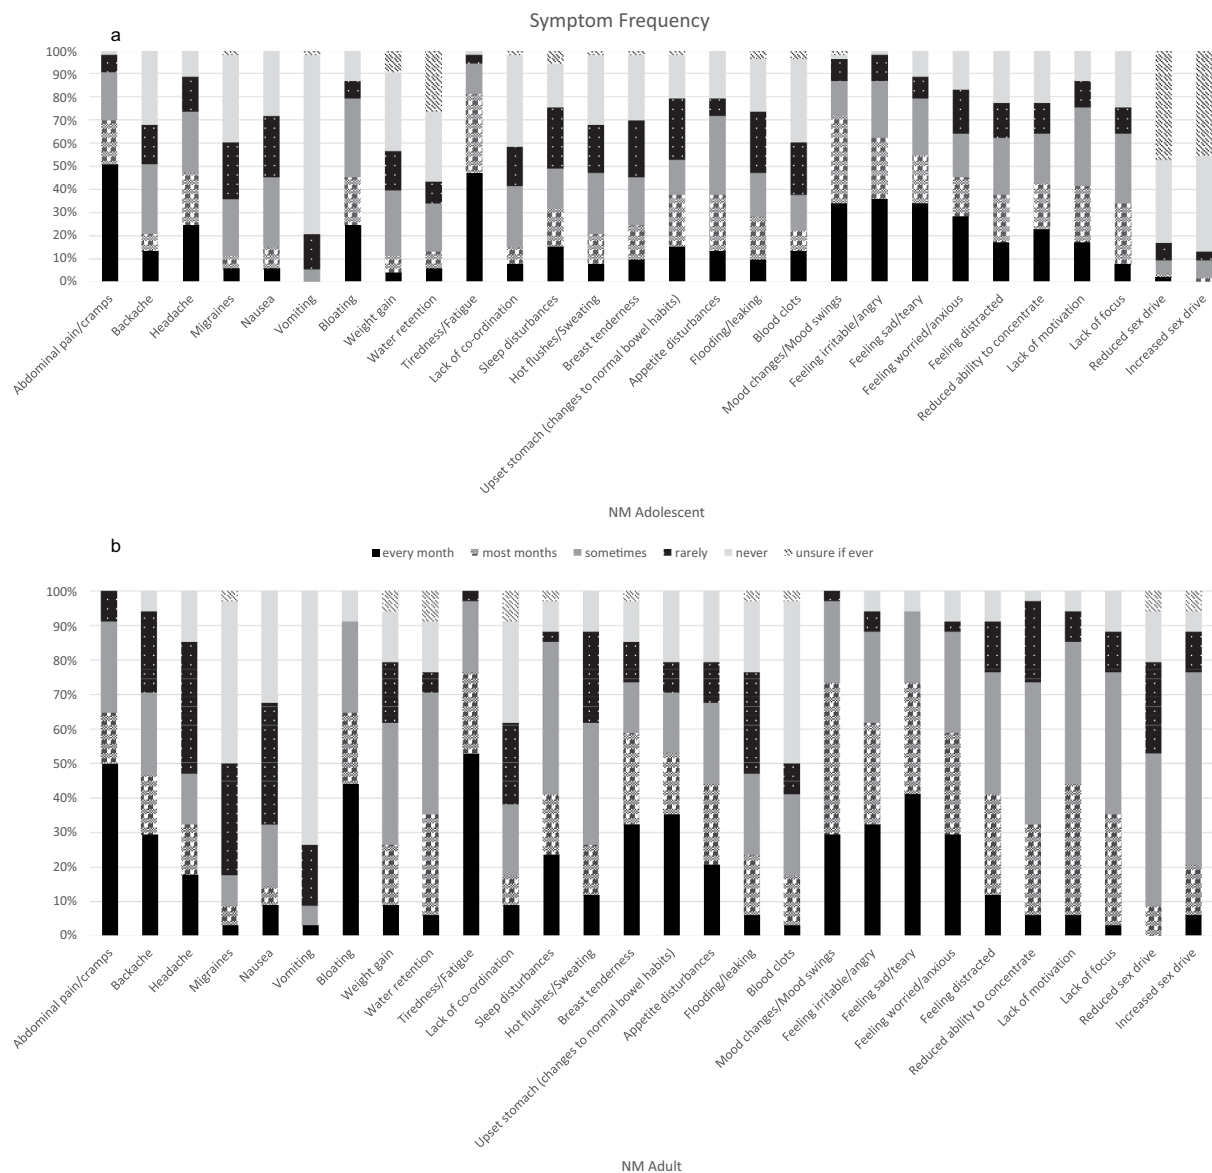 Symptom Frequency
a
100%
90%
80%
70%
60%
50%
40%
30%
20%
10%
0%
Abdominal pain/cramps
Backache
Headache
Migraines
Nausea
Vomiting
Bloating
Weight gain
Water retention
Tiredness/Fatigue
Lack of co-ordination
Sleep disturbances
Hot flushes/Sweating
Breast tenderness
Upset stomach (changes to normal bowel habits)
Appetite disturbances
Flooding/leaking
Blood clots
Mood changes/Mood swings
Feeling irritable/angry
Feeling sad/teary
Feeling worried/anxious
Feeling distracted
Reduced ability to concentrate
Lack of motivation
Lack of focus
Reduced sex drive
Increased sex drive
NM Adolescent
b
every month most months sometimes rarely never unsure if ever
100%
90%
80%
70%
60%
50%
40%
30%
20%
10%
0%
Abdominal pain/cramps
Backache
Headache
Migraines
Nausea
Vomiting
Bloating
Weight gain
Water retention
Tiredness/Fatigue
Lack of co-ordination
Sleep disturbances
Hot flushes/Sweating
Breast tenderness
Upset stomach (changes to normal bowel habits)
Appetite disturbances
Flooding/leaking
Blood clots
Mood changes/Mood swings
Feeling irritable/angry
Feeling sad/teary
Feeling worried/anxious
Feeling distracted
Reduced ability to concentrate
Lack of motivation
Lack of focus
Reduced sex drive
Increased sex drive
NM Adult